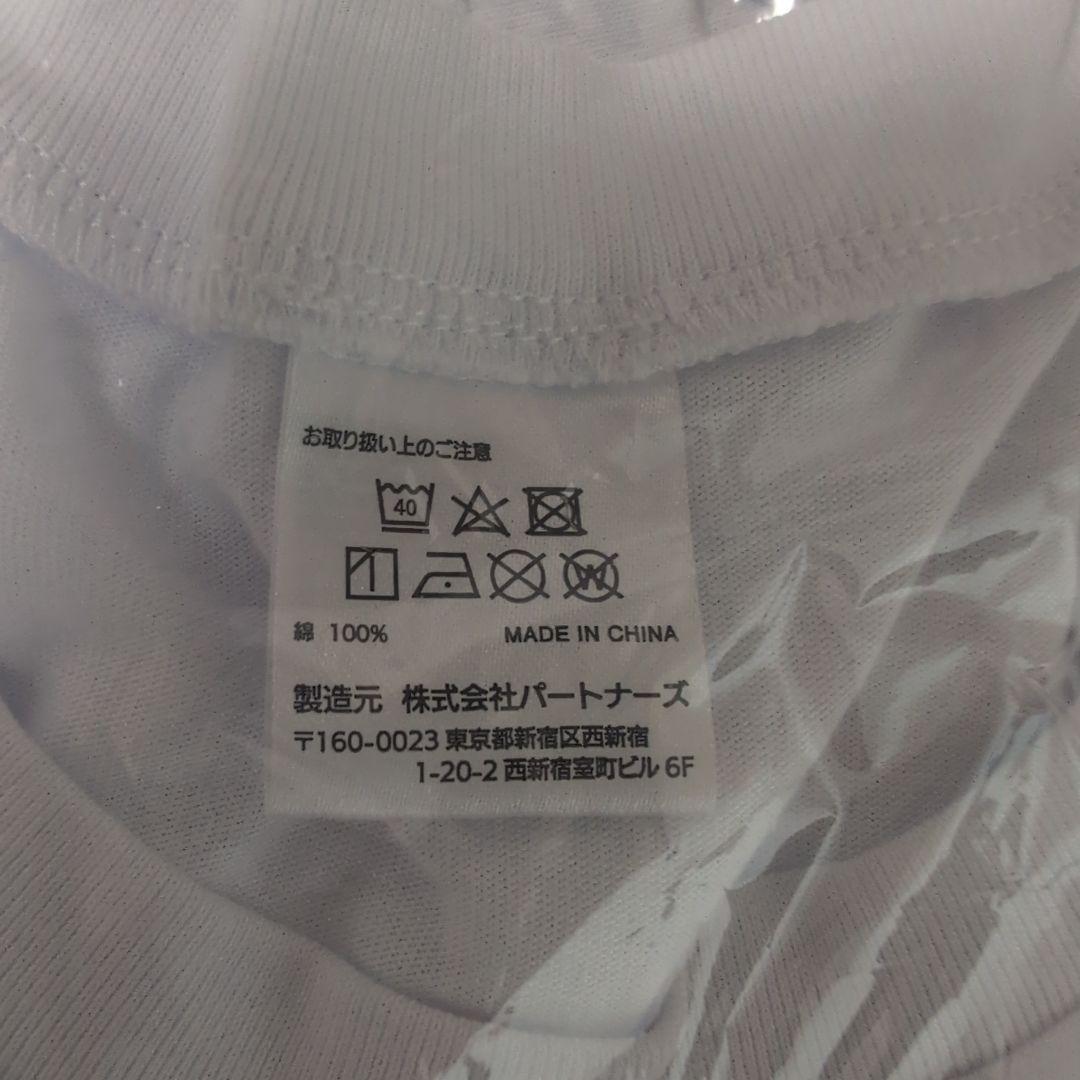 お取り扱い上のご注意
40
W
綿 100% MADE IN CHINA
製造元 株式会社パートナーズ
〒160-0023 東京都新宿区西新宿
1-20-2 西新宿室町ビル 6F